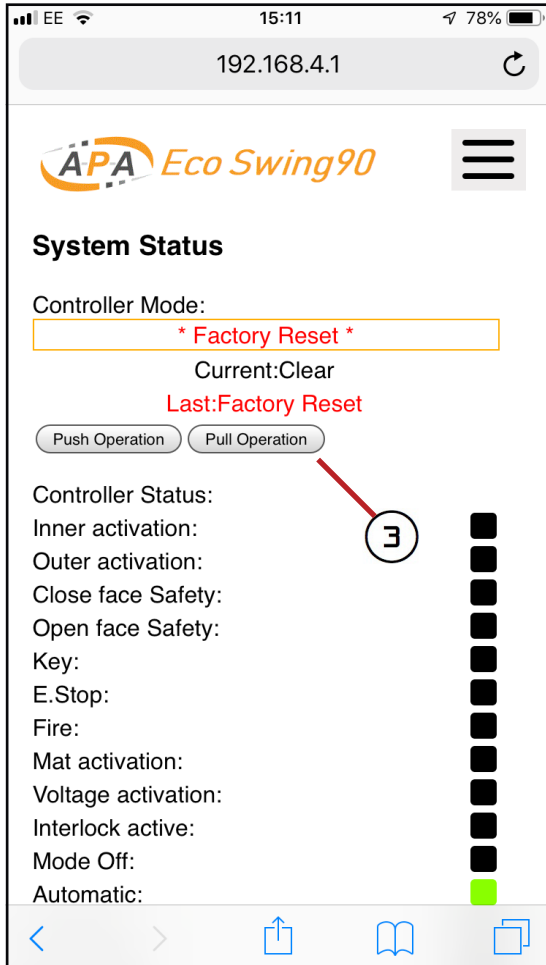 EE 15:11 78%
192.168.4.1
APA Eco Swing90
System Status
Controller Mode:
* Factory Reset *
Current:Clear
Last:Factory Reset
Push Operation Pull Operation
3
Controller Status:
Inner activation:
Outer activation:
Close face Safety:
Open face Safety:
Key:
E.Stop:
Fire:
Mat activation:
Voltage activation:
Interlock active:
Mode Off:
Automatic: